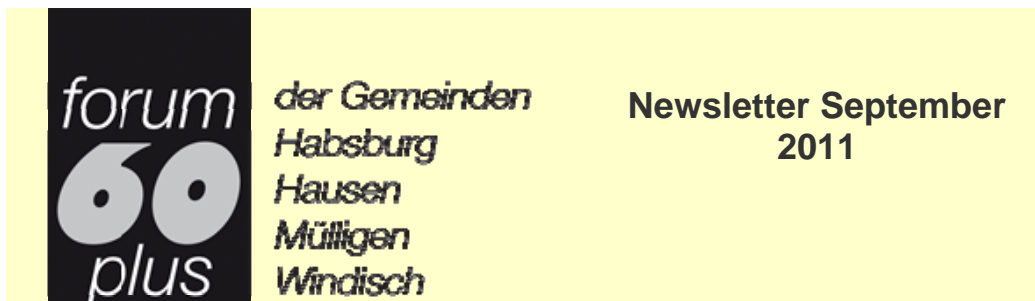 forum
60
plus
der Gemeinden
Habsburg
Hausen
Mülligen
Windisch
Newsletter September
2011